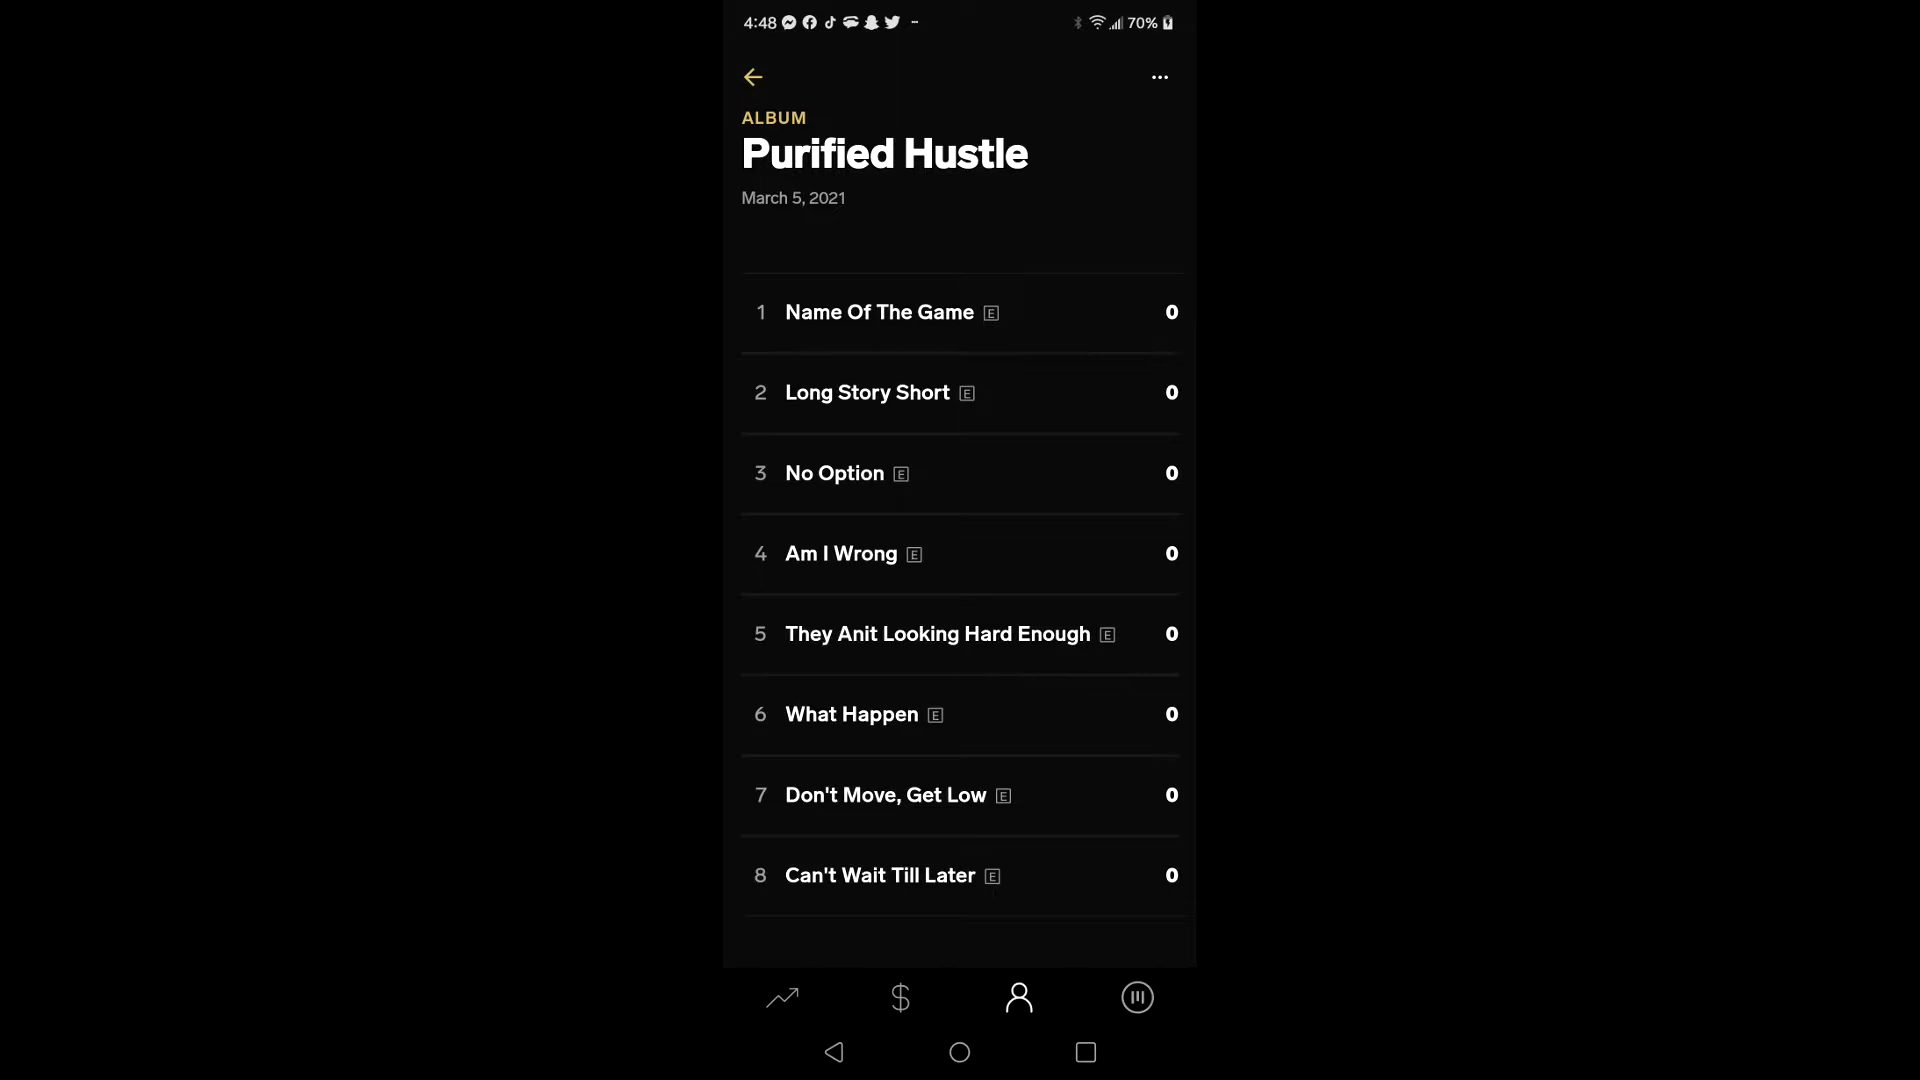 4:48 70%
ALBUM
Purified Hustle
March 5, 2021
1 Name Of The Game E 0
2 Long Story Short E 0
3 No Option E 0
4 Am I Wrong E 0
5 They Anit Looking Hard Enough E 0
6 What Happen E 0
7 Don't Move, Get Low E 0
8 Can't Wait Till Later E 0